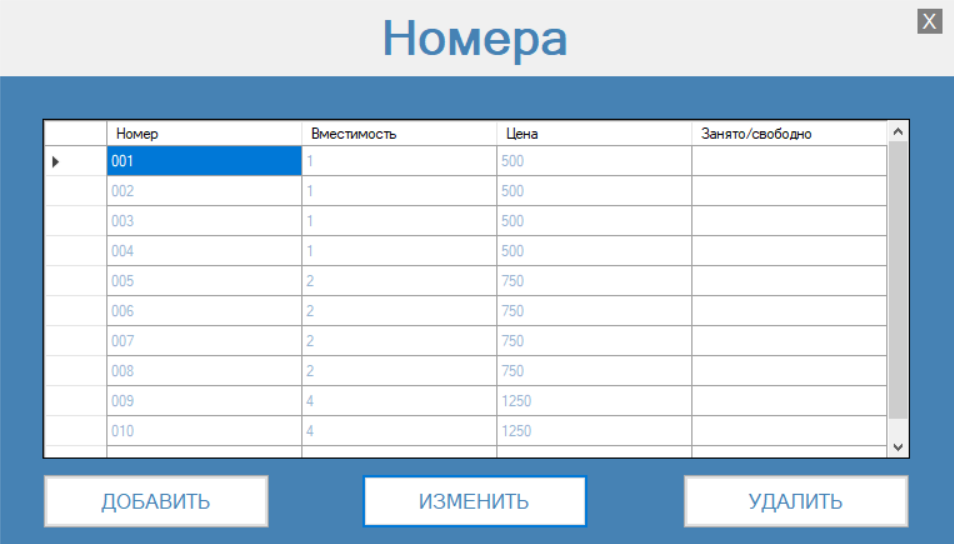 Номера
X
Номер Вместимость Цена Занято/свободно
001 1 500
002 1 500
003 1 500
004 1 500
005 2 750
006 2 750
007 2 750
008 2 750
009 4 1250
010 4 1250
ДОБАВИТЬ ИЗМЕНИТЬ УДАЛИТЬ